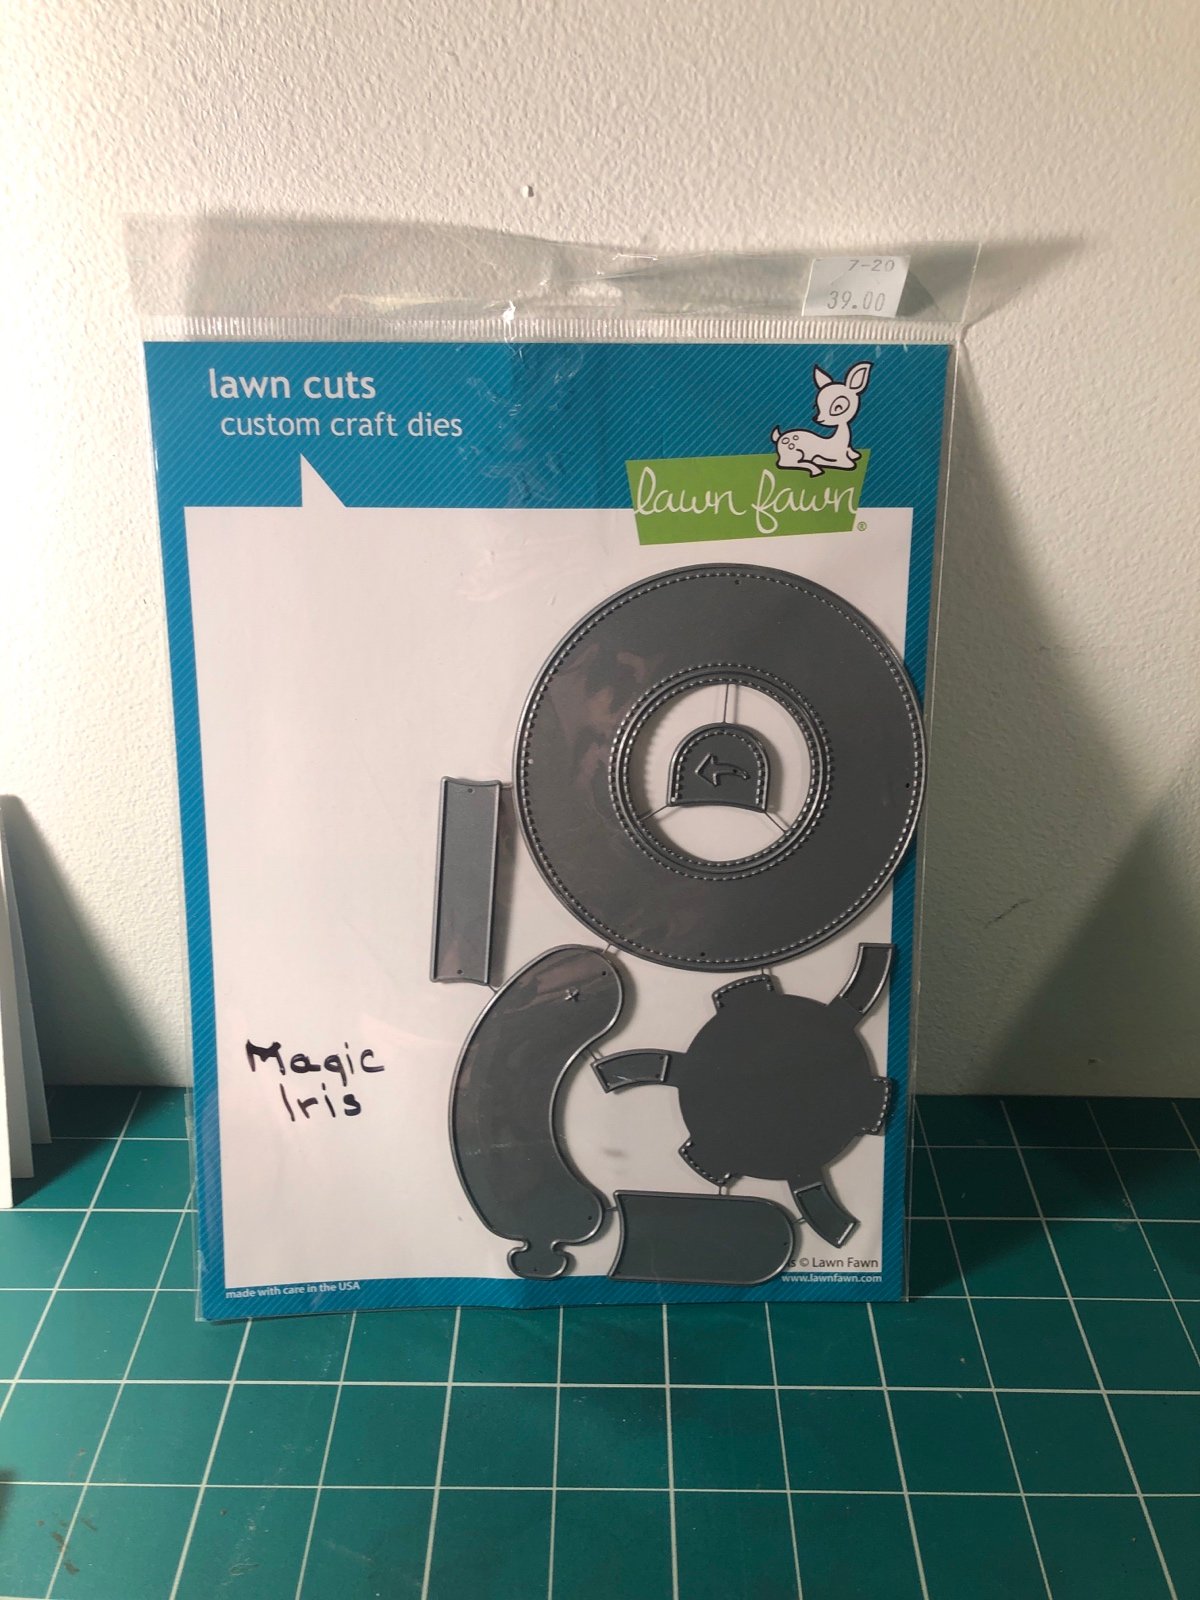 7-20
39.00
lawn cuts
custom craft dies
lawn fawn®
Magic
Iris
© Lawn Fawn
made with care in the USA
www.lawnfawn.com